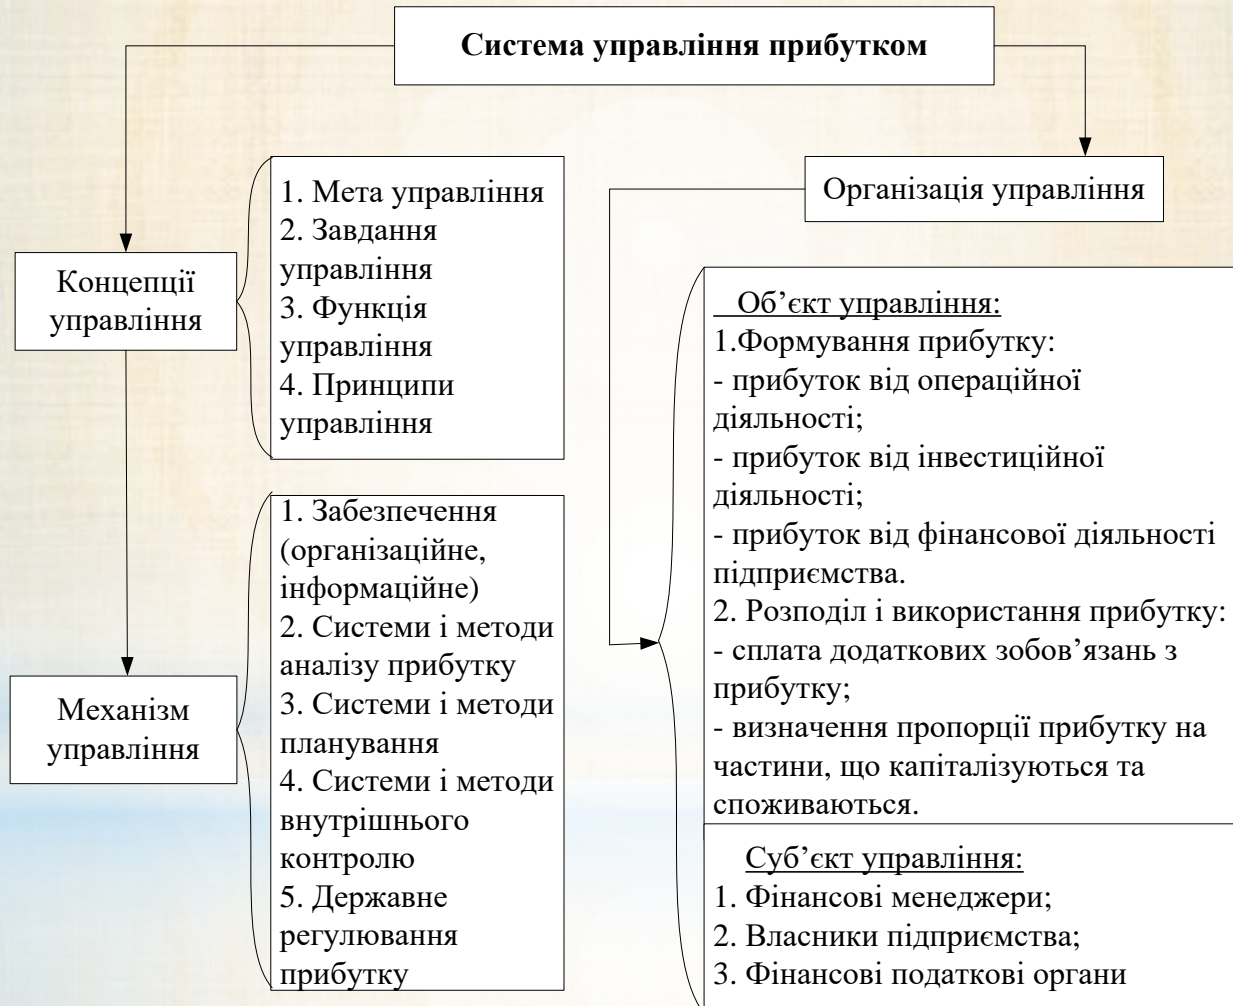 Система управління прибутком
Концепції
управління
1. Мета управління
2. Завдання
управління
3. Функція
управління
4. Принципи
управління
Механізм
управління
1. Забезпечення
(організаційне,
інформаційне)
2. Системи і методи
аналізу прибутку
3. Системи і методи
планування
4. Системи і методи
внутрішнього
контролю
5. Державне
регулювання
прибутку
Організація управління
Об’єкт управління:
1.Формування прибутку:
- прибуток від операційної
діяльності;
- прибуток від інвестиційної
діяльності;
- прибуток від фінансової діяльності
підприємства.
2. Розподіл і використання прибутку:
- сплата додаткових зобов’язань з
прибутку;
- визначення пропорції прибутку на
частини, що капіталізуються та
споживаються.
Суб’єкт управління:
1. Фінансові менеджери;
2. Власники підприємства;
3. Фінансові податкові органи